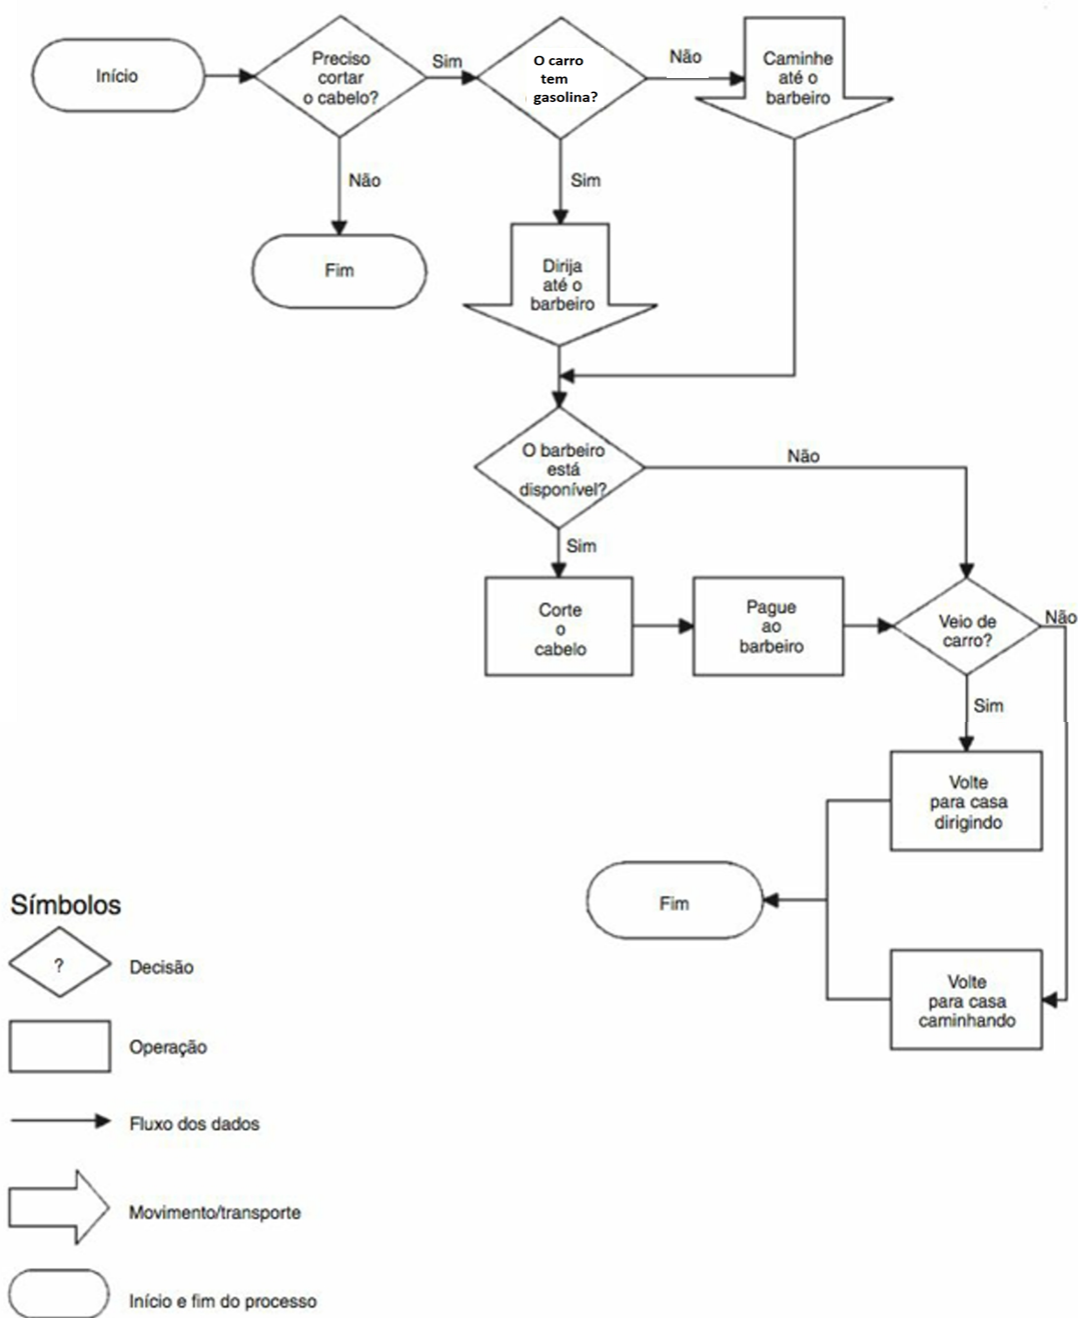 Início
Preciso
cortar
o cabelo?
Sim
O carro
tem
gasolina?
Não
Caminhe
até o
barbeiro
Não
Sim
Fim
Dirija
até o
barbeiro
O barbeiro
está
disponível?
Não
Sim
Corte
o
cabelo
Pague
ao
barbeiro
Veio de
carro?
Não
Sim
Volte
para casa
dirigindo
Fim
Volte
para casa
caminhando
Símbolos
?
Decisão
Operação
Fluxo dos dados
Movimento/transporte
Início e fim do processo